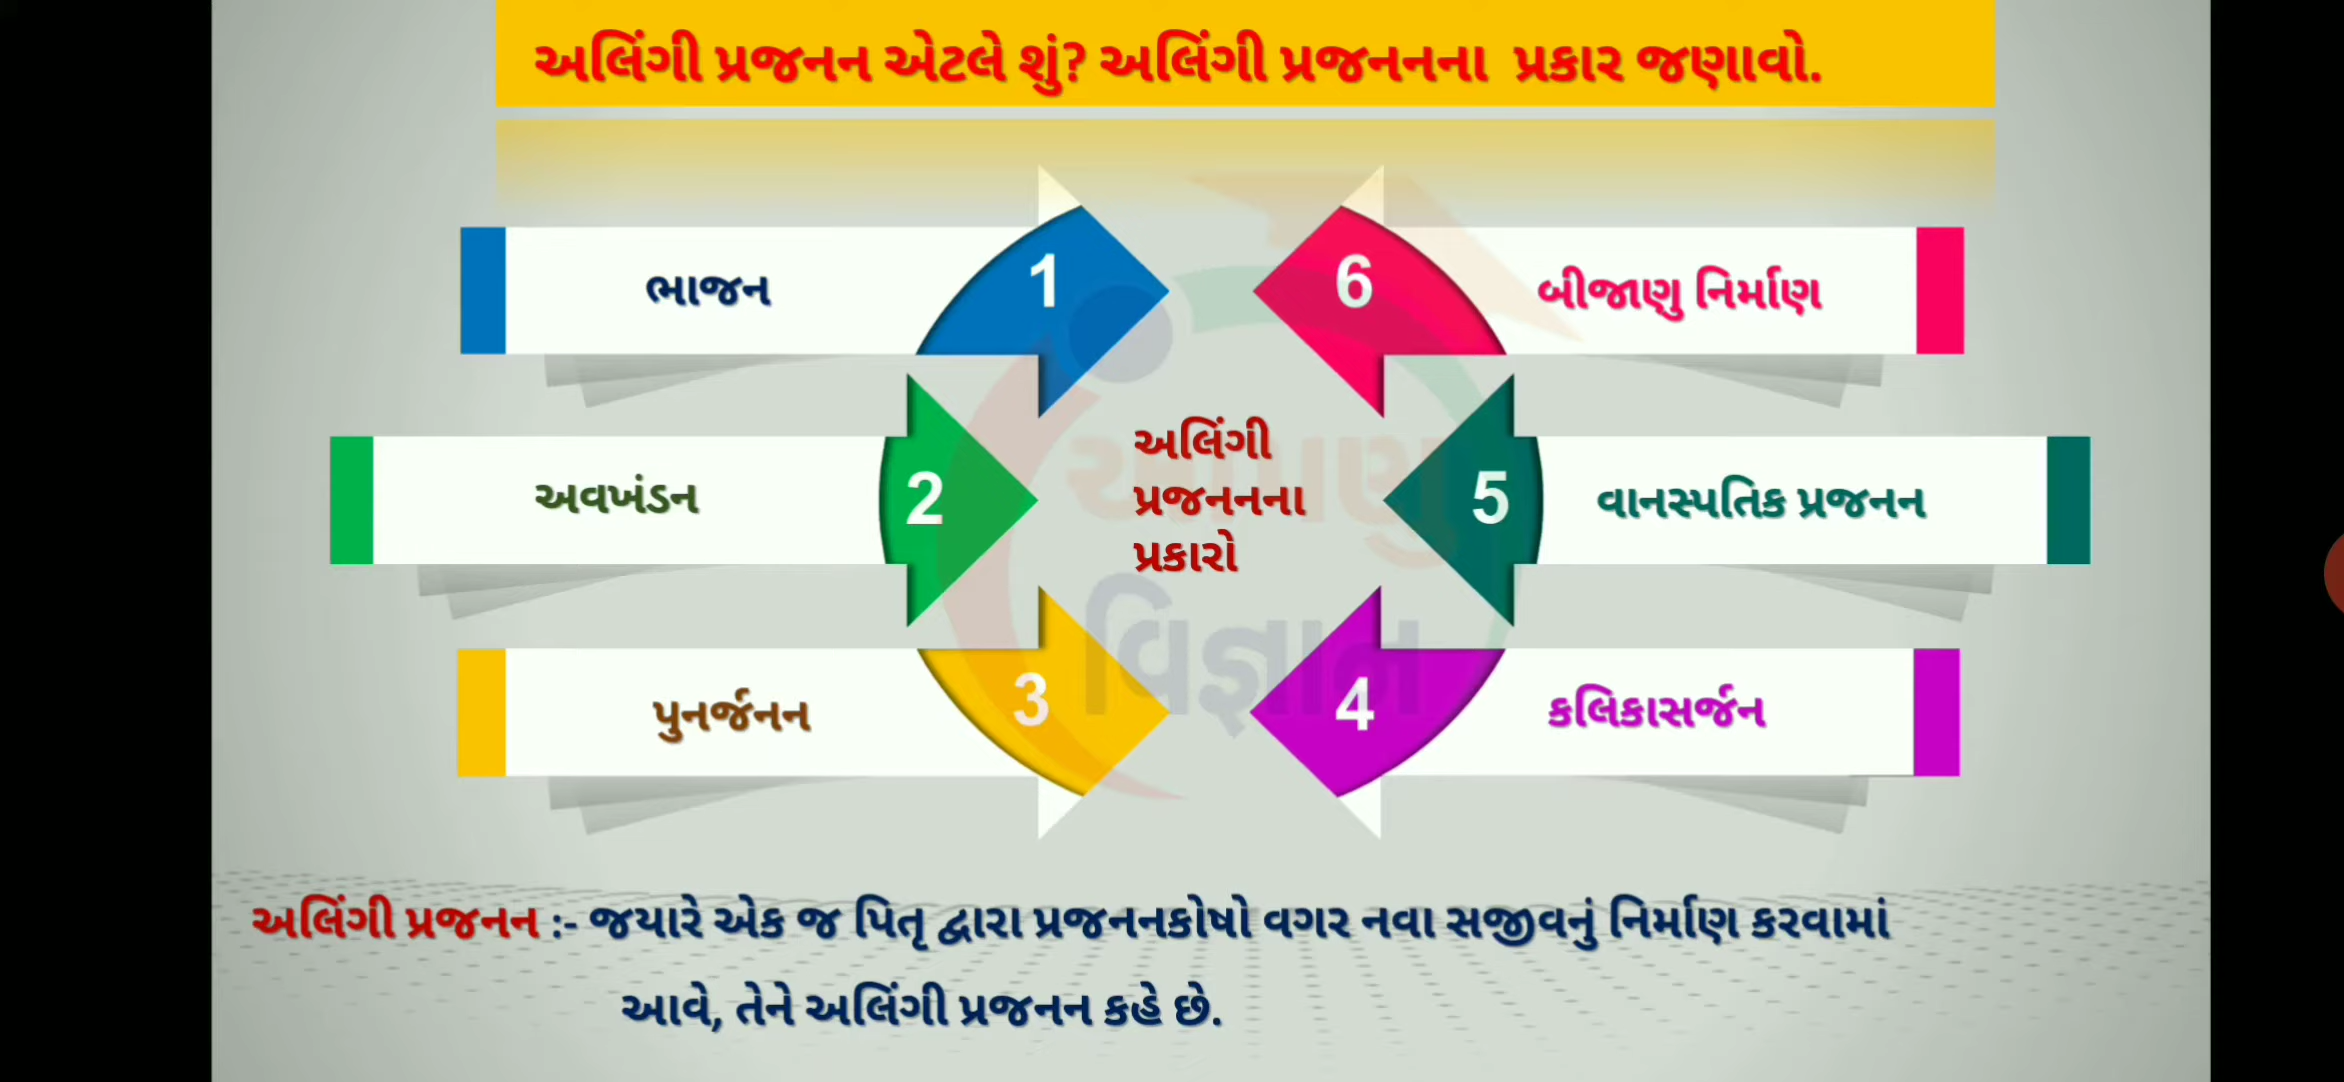 અલિંગી પ્રજનન એટલે શું? અલિંગી પ્રજનનના પ્રકાર જણાવો.
1
ભાજન
2
અવખંડન
3
પુનર્જનન
4
કલિકાસર્જન
5
વાનસ્પતિક પ્રજનન
6
બીજાણુ નિર્માણ
અલિંગી
પ્રજનનના
પ્રકારો
આપણુ
વિજ્ઞાન
અલિંગી પ્રજનન :- જયારે એક જ પિતૃ દ્વારા પ્રજનનકોષો વગર નવા સજીવનું નિર્માણ કરવામાં
આવે, તેને અલિંગી પ્રજનન કહે છે.